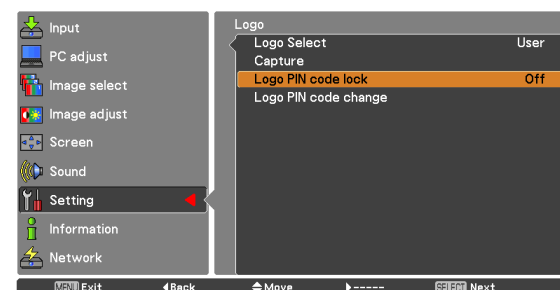 Input
PC adjust
Image select
Image adjust
Screen
Sound
Setting
Information
Network
Logo
Logo Select User
Capture
Logo PIN code lock Off
Logo PIN code change
MENU Exit Back Move ----- SELECT Next